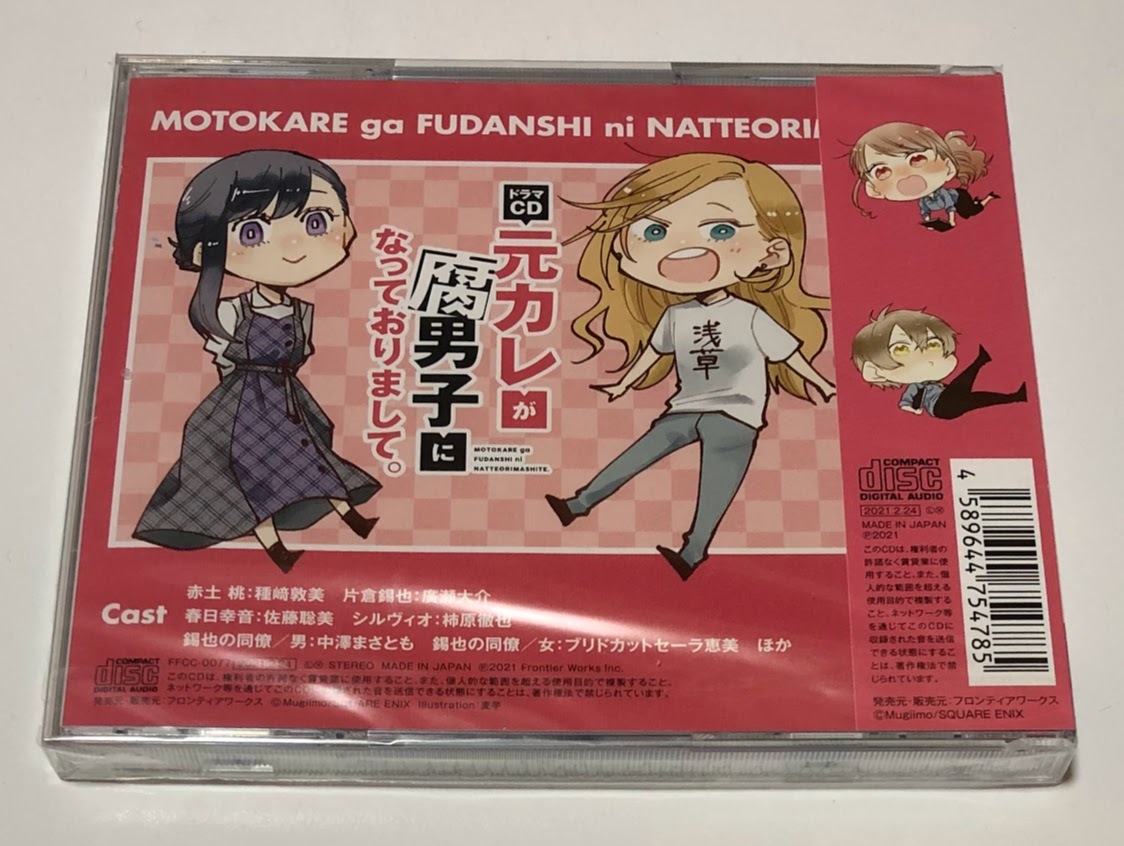 MOTOKARE ga FUDANSHI ni NATTEORI
ドラマ
CD
元カレが
腐男子に
なっておりまして。
MOTOKARE ga
FUDANSHI ni
NATTEORIMASHITE.
浅草
Cast
赤土 桃:種﨑敦美 片倉錫也:廣瀬大介
春日幸音:佐藤聡美 シルヴィオ:柿原徹也
錫也の同僚／男:中澤まさとも 錫也の同僚／女:ブリドカットセーラ恵美 ほか
COMPACT
disc
DIGITAL AUDIO
FFCC-0077 STEREO MADE IN JAPAN Ⓟ2021 Frontier Works Inc.
このCDは、権利者の許諾なく賃貸業に使用すること、また、個人的な範囲を超える使用目的で複製すること、
ネットワーク等を通じてこのCDに収録された音を送信できる状態にすることは、著作権法で禁じられています。
発売元・販売元:フロンティアワークス ©Mugiimo/SQUARE ENIX Illustration:麦芋
COMPACT
disc
DIGITAL AUDIO
2021.2.24
MADE IN JAPAN
Ⓟ2021
このCDは、権利者の
許諾なく賃貸業に使
用すること、また、個
人的な範囲を超える
使用目的で複製する
こと、ネットワーク等
を通じてこのCDに
収録された音を送信
できる状態にするこ
とは、著作権法で禁
じられています。
4 589644 754785
発売元・販売元:フロンティアワークス
©Mugiimo/SQUARE ENIX